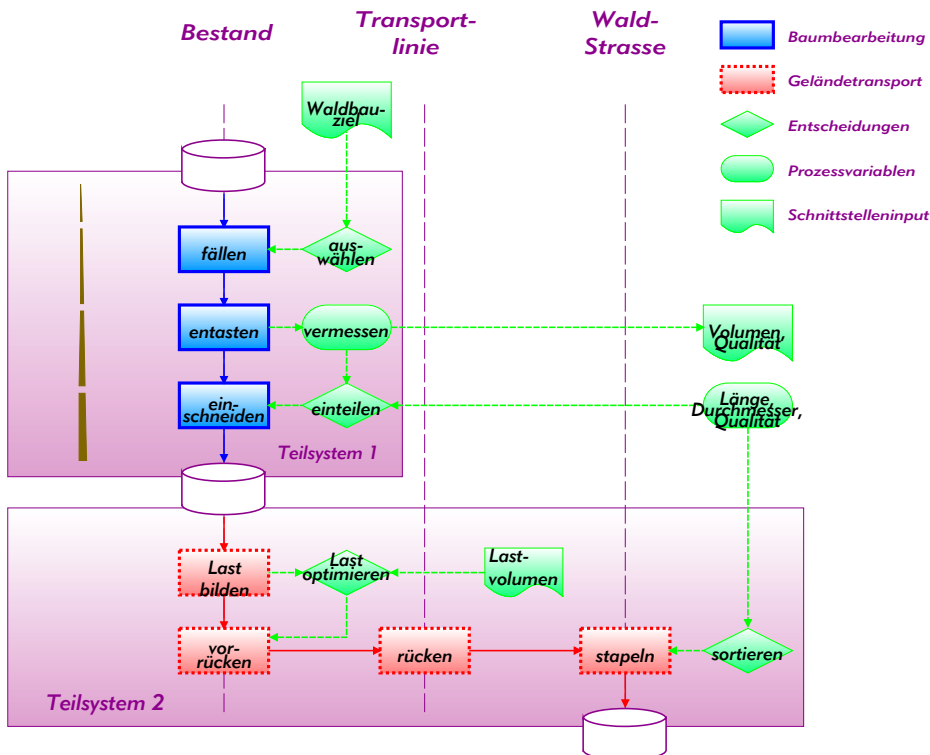 Bestand
Transport-
linie
Wald-
Strasse
Baumbearbeitung
Geländetransport
Entscheidungen
Prozessvariablen
Schnittstelleninput
Waldbau-
ziel
fällen
aus-
wählen
entasten
vermessen
Volumen,
Qualität
ein-
schneiden
einteilen
Länge,
Durchmesser,
Qualität
Teilsystem 1
Last
bilden
Last
optimieren
Last-
volumen
vor-
rücken
rücken
stapeln
sortieren
Teilsystem 2